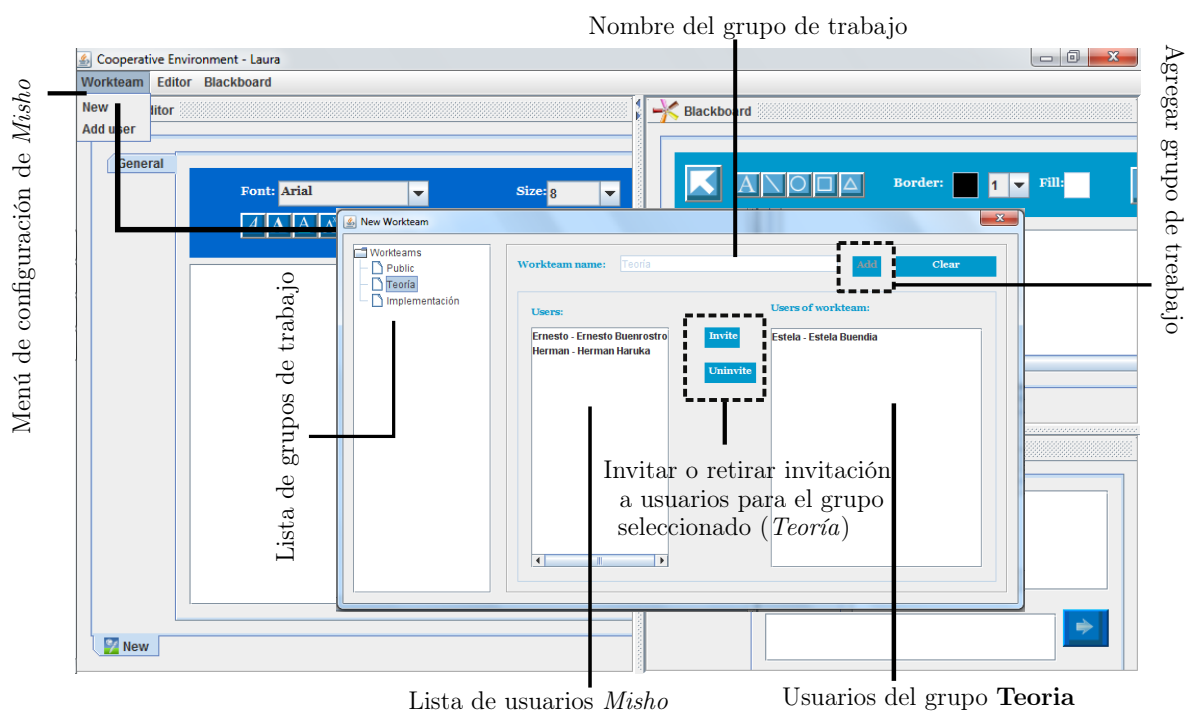 Nombre del grupo de trabajo
Cooperative Environment - Laura
Workteam Editor Blackboard
New
Add user
itor
Blackboard
General
Font: Arial
Size: 8
Border:
1
Fill:
A
A A A
New Workteam
Workteams
Public
Teoría
Implementación
Workteam name: Teoría
Add
Clear
Users:
Users of workteam:
Ernesto - Ernesto Buenrostro
Herman - Herman Haruka
Invite
Uninvite
Estela - Estela Buendia
Invitar o retirar invitación
a usuarios para el grupo
seleccionado (Teoría)
New
Menú de configuración de Misho
Lista de grupos de trabajo
Agregar grupo de treabajo
Lista de usuarios Misho
Usuarios del grupo Teoria